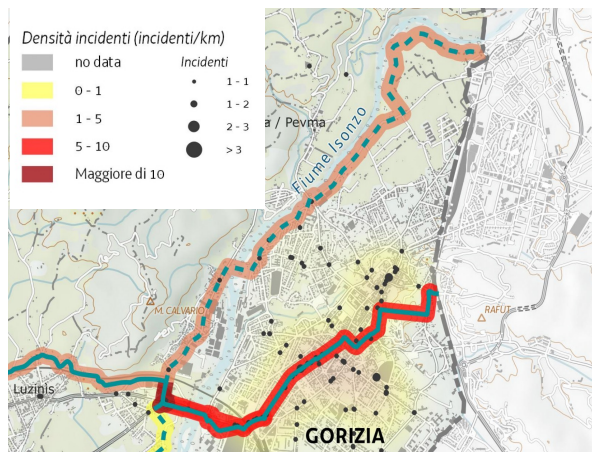 Densità incidenti (incidenti/km)
no data
0 - 1
1 - 5
5 - 10
Maggiore di 10
Incidenti
1 - 1
1 - 2
2 - 3
> 3
/ Pevma
Fiume Isonzo
M. CALVARIO
RAFUT
Luzinis
GORIZIA